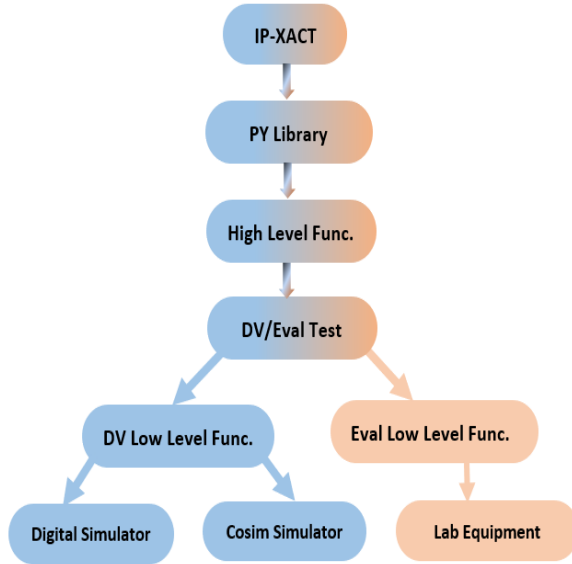 IP-XACT
PY Library
High Level Func.
DV/Eval Test
DV Low Level Func.
Eval Low Level Func.
Digital Simulator
Cosim Simulator
Lab Equipment